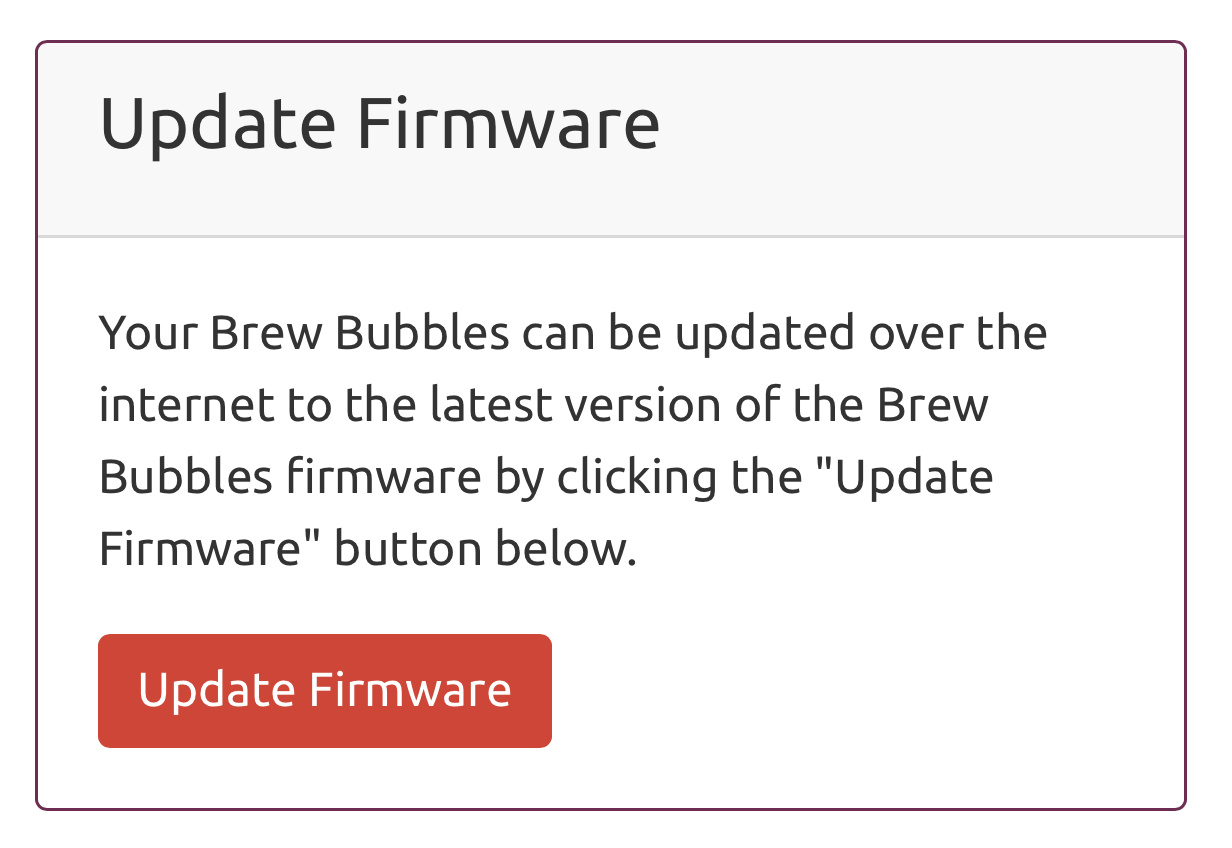 Update Firmware
Your Brew Bubbles can be updated over the
internet to the latest version of the Brew
Bubbles firmware by clicking the "Update
Firmware" button below.
Update Firmware